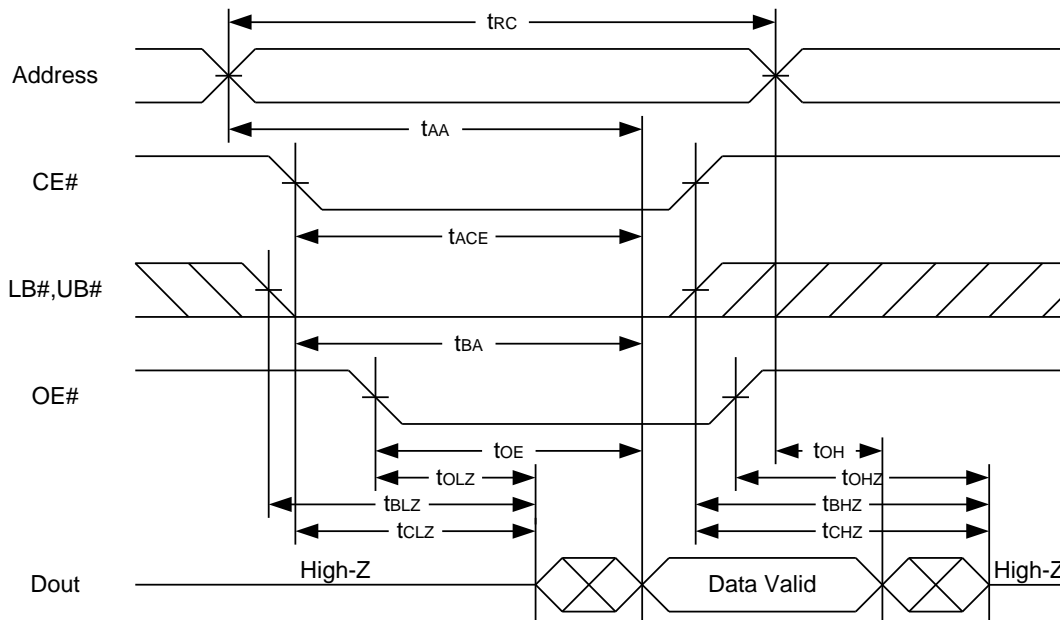 tRC
Address
tAA
CE#
tACE
LB#,UB#
tBA
OE#
tOE
tOH
tOLZ
tOHZ
tBLZ
tBHZ
tCLZ
tCHZ
High-Z
Dout
Data Valid
High-Z